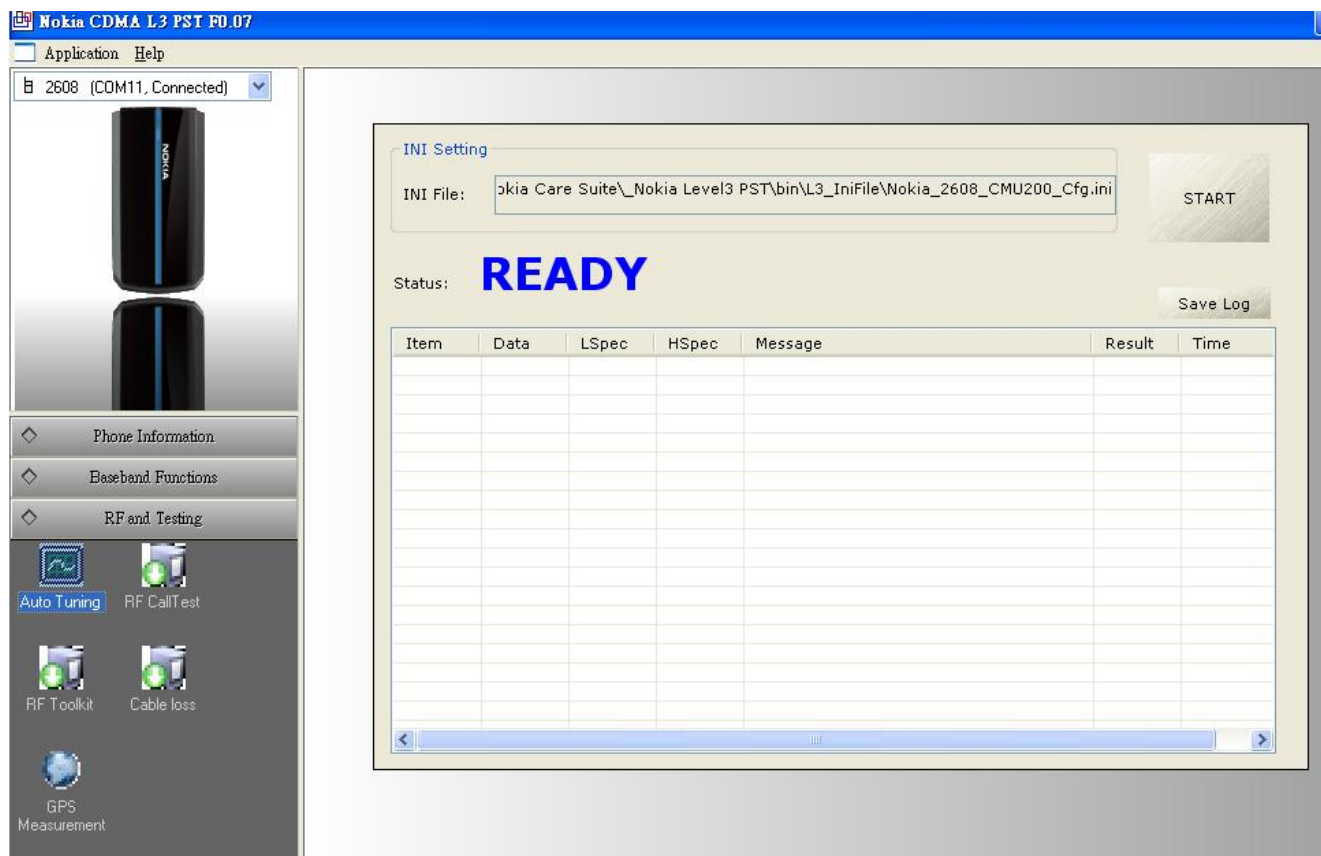 Nokia CDMA L3 PST F0.07
Application Help
2608 (COM11, Connected)
NOKIA
INI Setting
INI File:
okia Care Suite\_Nokia Level3 PST\bin\L3_IniFile\Nokia_2608_CMU200_Cfg.ini
START
Status:
READY
Save Log
Item Data LSpec HSpec Message Result Time
Phone Information
Baseband Functions
RF and Testing
Auto Tuning
RF CallTest
RF Toolkit
Cable loss
GPS
Measurement